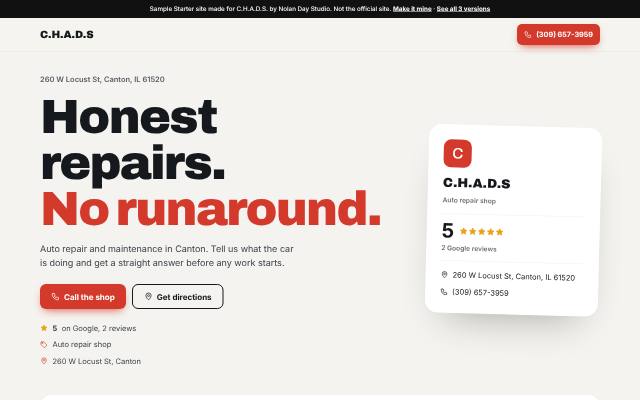 Sample Starter site made for C.H.A.D.S. by Nolan Day Studio. Not the official site. Make it mine · See all 3 versions
C.H.A.D.S
(309) 657-3959
260 W Locust St, Canton, IL 61520
Honest
repairs.
No runaround.
Auto repair and maintenance in Canton. Tell us what the car
is doing and get a straight answer before any work starts.
Call the shop
Get directions
5 on Google, 2 reviews
Auto repair shop
260 W Locust St, Canton
C
C.H.A.D.S
Auto repair shop
5
2 Google reviews
260 W Locust St, Canton, IL 61520
(309) 657-3959